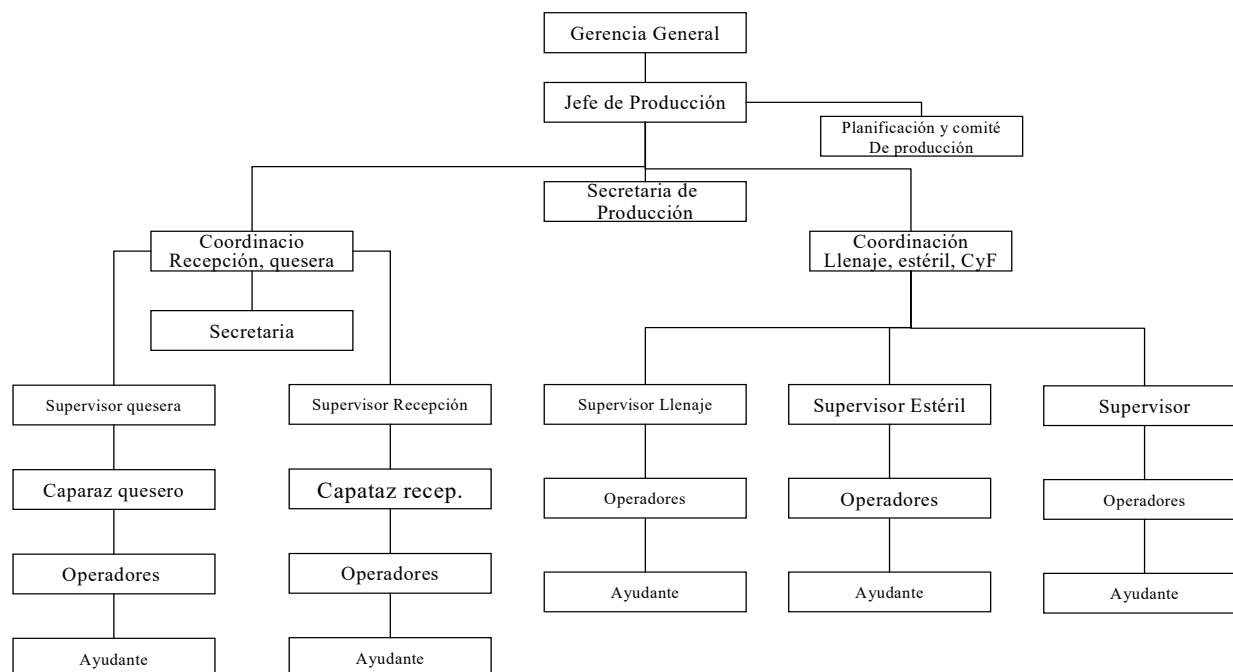 Gerencia General
Jefe de Producción
Planificación y comité
De producción
Secretaria de
Producción
Coordinacio
Recepción, quesera
Coordinación
Llenaje, estéril, CyF
Secretaria
Supervisor quesera
Supervisor Recepción
Supervisor Llenaje
Supervisor Estéril
Supervisor
Caparaz quesero
Capataz recep.
Operadores
Operadores
Operadores
Operadores
Operadores
Ayudante
Ayudante
Ayudante
Ayudante
Ayudante